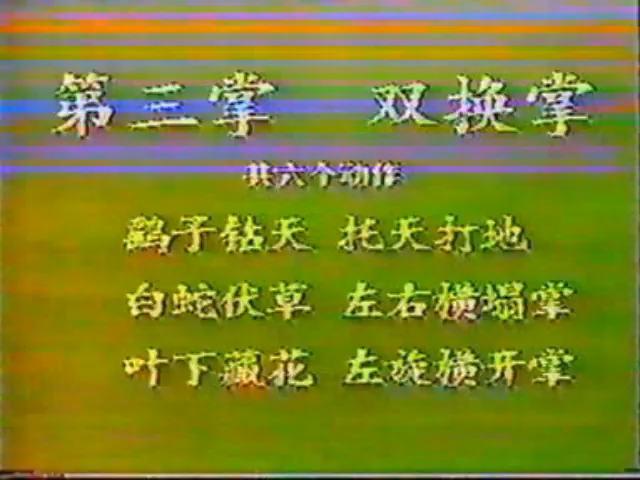 第三掌 双换掌
共六个动作
鹞子钻天 托天打地
白蛇伏草 左右横塌掌
叶下藏花 左旋横开掌